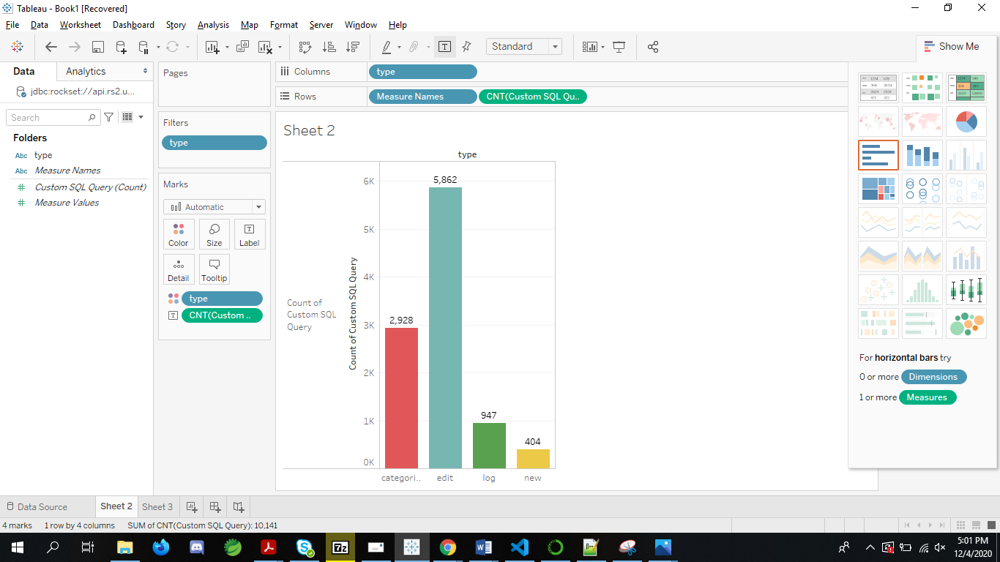 Tableau - Book1 [Recovered]
File Data Worksheet Dashboard Story Analysis Map Format Server Window Help
Standard
Show Me
Data Analytics
jdbc:rockset://api.rs2.u...
Search
Folders
Abc type
Abc Measure Names
# Custom SQL Query (Count)
# Measure Values
Pages
Filters
type
Marks
Automatic
Color Size Label
Detail Tooltip
type
CNT(Custom ..
Columns type
Rows Measure Names CNT(Custom SQL Qu..
Sheet 2
type
Count of
Custom SQL
Query
Count of Custom SQL Query
6K
5K
4K
3K
2K
1K
0K
2,928
5,862
947
404
categori.. edit log new
For horizontal bars try
0 or more Dimensions
1 or more Measures
Data Source Sheet 2 Sheet 3
4 marks 1 row by 4 columns SUM of CNT(Custom SQL Query): 10,141
5:01 PM
12/4/2020